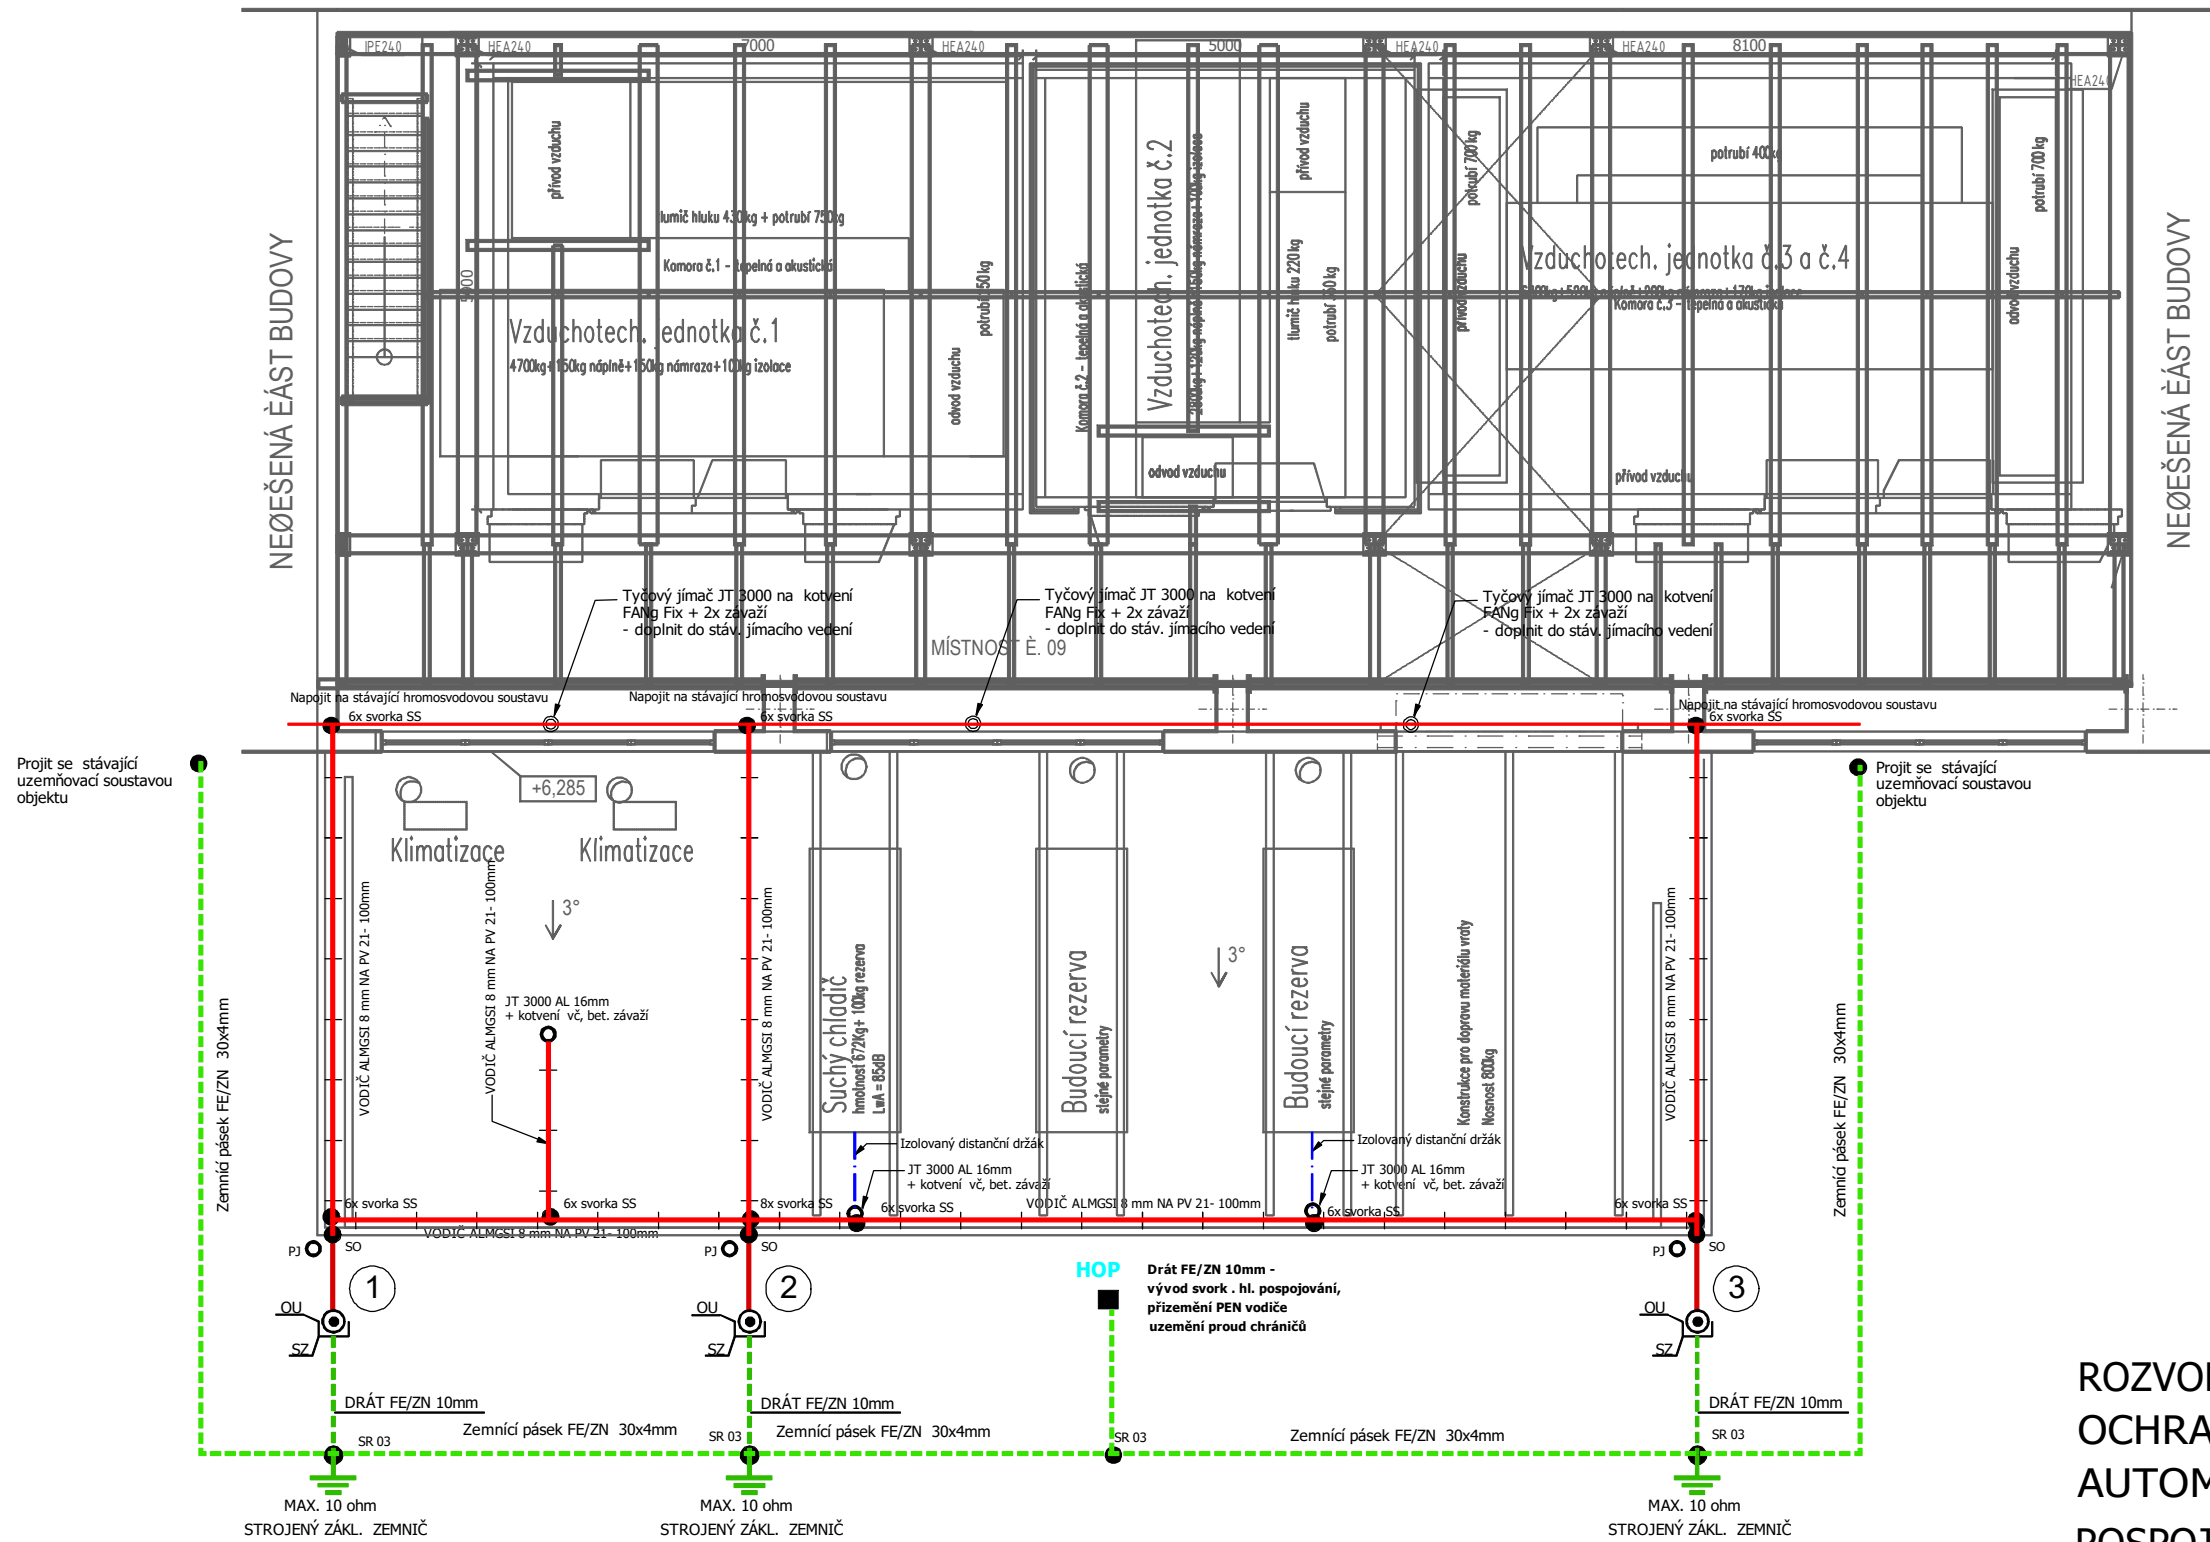 IPE240
HEA240
7000
HEA240
5000
HEA240
HEA240
8100
HEA240
přívod vzduchu
tlumič hluku 430kg + potrubí 750kg
Komora č.1 - tepelná a akustická
5900
Vzduchotech. jednotka č.1
4700kg+150kg náplně+150kg námraza+100kg izolace
odvod vzduchu
Komora č.2 - tepelná a akustická
Vzduchotech. jednotka č.2
2800kg+120kg náplně+150kg námraza+100kg izolace
přívod vzduchu
tlumič hluku 220kg
odvod vzduchu
potrubí 700kg
přívod vzduchu
potrubí 400kg
Vzduchotech. jednotka č.3 a č.4
Komora č.3 - tepelná a akustická
přívod vzduchu
potrubí 700kg
odvod vzduchu
NEØEŠENÁ ÈÁST BUDOVY
NEØEŠENÁ ÈÁST BUDOVY
Tyčový jímač JT 3000 na kotvení
FANg Fix + 2x závaží
- doplnit do stáv. jímacího vedení
Tyčový jímač JT 3000 na kotvení
FANg Fix + 2x závaží
- doplnit do stáv. jímacího vedení
Tyčový jímač JT 3000 na kotvení
FANg Fix + 2x závaží
- doplnit do stáv. jímacího vedení
MÍSTNOST È. 09
Napojit na stávající hromosvodovou soustavu
Napojit na stávající hromosvodovou soustavu
Napojit na stávající hromosvodovou soustavu
6x svorka SS
6x svorka SS
6x svorka SS
Projit se stávající
uzemňovací soustavou
objektu
Projit se stávající
uzemňovací soustavou
objektu
+6,285
Klimatizace
Klimatizace
3°
3°
VODIČ ALMGSI 8 mm NA PV 21- 100mm
VODIČ ALMGSI 8 mm NA PV 21- 100mm
VODIČ ALMGSI 8 mm NA PV 21- 100mm
VODIČ ALMGSI 8 mm NA PV 21- 100mm
JT 3000 AL 16mm
+ kotvení vč, bet. závaží
Suchý chladič
hmotnost 672Kg+ 100kg rezerva
LwA = 85dB
Budoucí rezerva
stejné parametry
Budoucí rezerva
stejné parametry
Konstrukce pro dopravu materiálu vraty
Nosnost 800kg
Zemnící pásek FE/ZN 30x4mm
Zemnící pásek FE/ZN 30x4mm
Izolovaný distanční držák
JT 3000 AL 16mm
+ kotvení vč, bet. závaží
Izolovaný distanční držák
JT 3000 AL 16mm
+ kotvení vč, bet. závaží
6x svorka SS
6x svorka SS
8x svorka SS
6x svorka SS
VODIČ ALMGSI 8 mm NA PV 21- 100mm
6x svorka SS
6x svorka SS
VODIČ ALMGSI 8 mm NA PV 21- 100mm
PJ
SO
PJ
SO
PJ
SO
1
2
3
HOP
Drát FE/ZN 10mm -
vývod svork . hl. pospojování,
přizemění PEN vodiče
uzemění proud chráničů
OU
SZ
OU
SZ
OU
SZ
DRÁT FE/ZN 10mm
DRÁT FE/ZN 10mm
DRÁT FE/ZN 10mm
SR 03
Zemnící pásek FE/ZN 30x4mm
SR 03
Zemnící pásek FE/ZN 30x4mm
SR 03
Zemnící pásek FE/ZN 30x4mm
SR 03
MAX. 10 ohm
STROJENÝ ZÁKL. ZEMNIČ
MAX. 10 ohm
STROJENÝ ZÁKL. ZEMNIČ
MAX. 10 ohm
STROJENÝ ZÁKL. ZEMNIČ
OCHRA
AUTOM